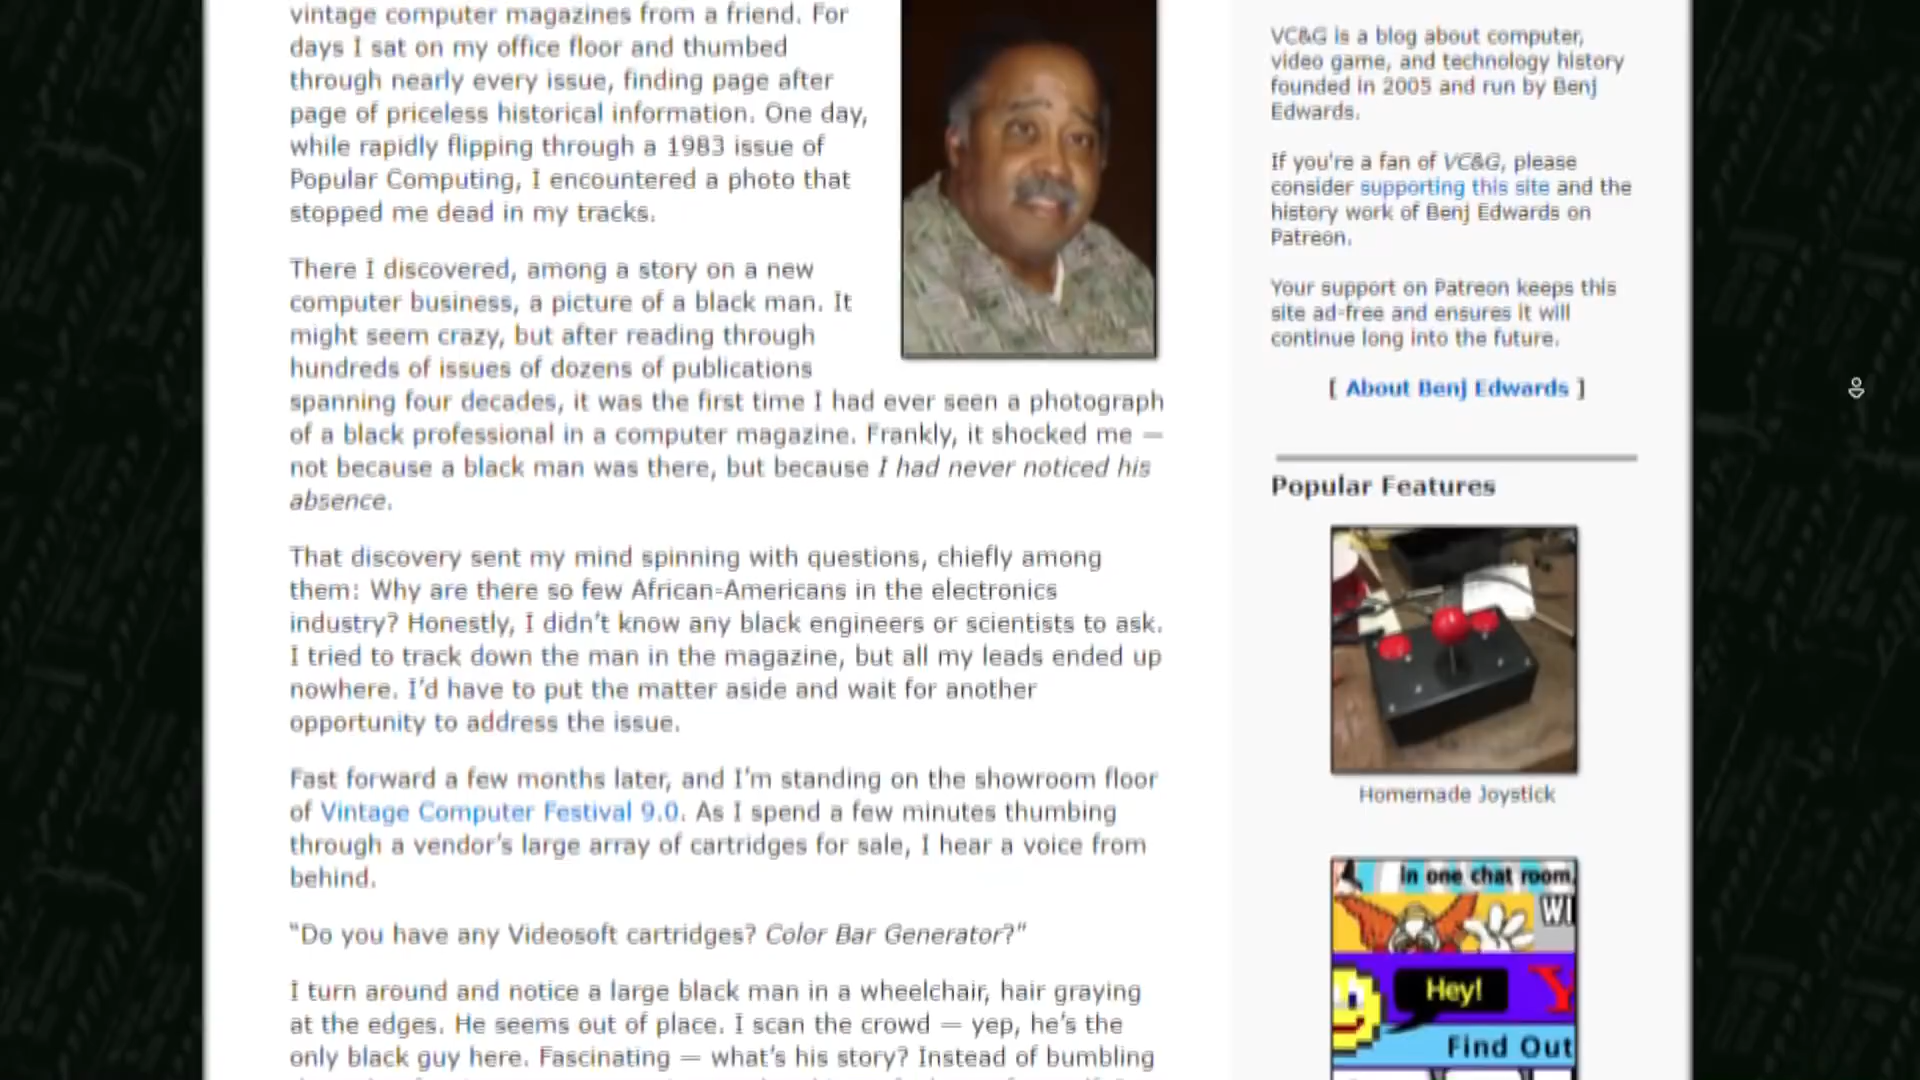 vintage computer magazines from a friend. For
days I sat on my office floor and thumbed
through nearly every issue, finding page after
page of priceless historical information. One day,
while rapidly flipping through a 1983 issue of
Popular Computing, I encountered a photo that
stopped me dead in my tracks.
There I discovered, among a story on a new
computer business, a picture of a black man. It
might seem crazy, but after reading through
hundreds of issues of dozens of publications
spanning four decades, it was the first time I had ever seen a photograph
of a black professional in a computer magazine. Frankly, it shocked me —
not because a black man was there, but because I had never noticed his
absence.
That discovery sent my mind spinning with questions, chiefly among
them: Why are there so few African-Americans in the electronics
industry? Honestly, I didn't know any black engineers or scientists to ask.
I tried to track down the man in the magazine, but all my leads ended up
nowhere. I'd have to put the matter aside and wait for another
opportunity to address the issue.
Fast forward a few months later, and I'm standing on the showroom floor
of Vintage Computer Festival 9.0. As I spend a few minutes thumbing
through a vendor's large array of cartridges for sale, I hear a voice from
behind.
"Do you have any Videosoft cartridges? Color Bar Generator?"
I turn around and notice a large black man in a wheelchair, hair graying
at the edges. He seems out of place. I scan the crowd — yep, he's the
only black guy here. Fascinating — what's his story? Instead of bumbling
VC&G is a blog about computer,
video game, and technology history
founded in 2005 and run by Benj
Edwards.
If you're a fan of VC&G, please
consider supporting this site and the
history work of Benj Edwards on
Patreon.
Your support on Patreon keeps this
site ad-free and ensures it will
continue long into the future.
[ About Benj Edwards ]
Popular Features
Homemade Joystick
in one chat room.
WI
Hey!
Y
Find Out